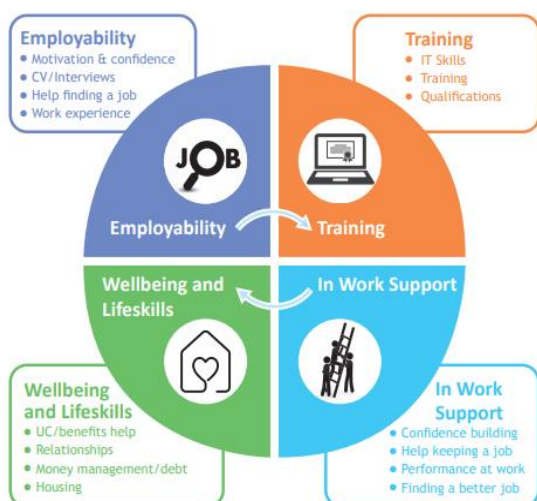 Employability
• Motivation & confidence
• CV/Interviews
• Help finding a job
• Work experience
Training
• IT Skills
• Training
• Qualifications
JOB
Employability
Training
Wellbeing and
Lifeskills
In Work Support
Wellbeing
and Lifeskills
• UC/benefits help
• Relationships
• Money management/debt
• Housing
In Work
Support
• Confidence building
• Help keeping a job
• Performance at work
• Finding a better job